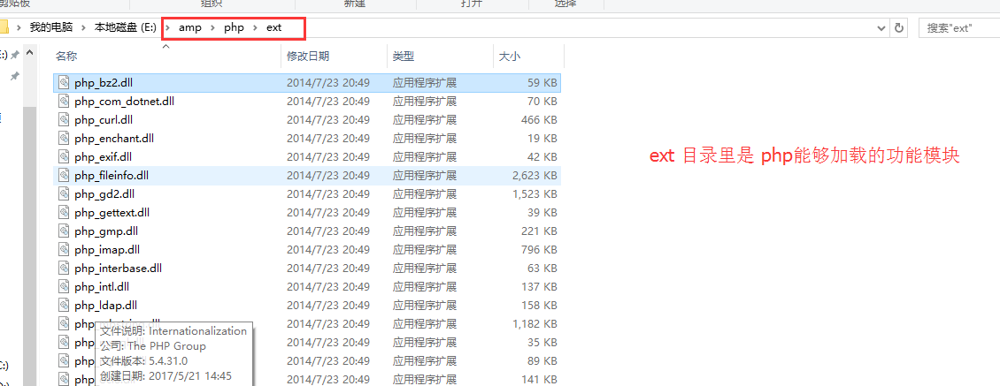 组织
新建
打开
选择
我的电脑 > 本地磁盘 (E:) > amp > php > ext
搜索"ext"
名称 修改日期 类型 大小
php_bz2.dll 2014/7/23 20:49 应用程序扩展 59 KB
php_com_dotnet.dll 2014/7/23 20:49 应用程序扩展 70 KB
php_curl.dll 2014/7/23 20:49 应用程序扩展 466 KB
php_enchant.dll 2014/7/23 20:49 应用程序扩展 19 KB
php_exif.dll 2014/7/23 20:49 应用程序扩展 42 KB
php_fileinfo.dll 2014/7/23 20:49 应用程序扩展 2,623 KB
php_gd2.dll 2014/7/23 20:49 应用程序扩展 1,523 KB
php_gettext.dll 2014/7/23 20:49 应用程序扩展 39 KB
php_gmp.dll 2014/7/23 20:49 应用程序扩展 221 KB
php_imap.dll 2014/7/23 20:49 应用程序扩展 796 KB
php_interbase.dll 2014/7/23 20:49 应用程序扩展 63 KB
php_intl.dll 2014/7/23 20:49 应用程序扩展 137 KB
php_ldap.dll 2014/7/23 20:49 应用程序扩展 158 KB
2014/7/23 20:49 应用程序扩展 1,182 KB
2014/7/23 20:49 应用程序扩展 35 KB
2014/7/23 20:49 应用程序扩展 89 KB
2014/7/23 20:49 应用程序扩展 141 KB
文件说明: Internationalization
公司: The PHP Group
文件版本: 5.4.31.0
创建日期: 2017/5/21 14:45
ext 目录里是 php能够加载的功能模块